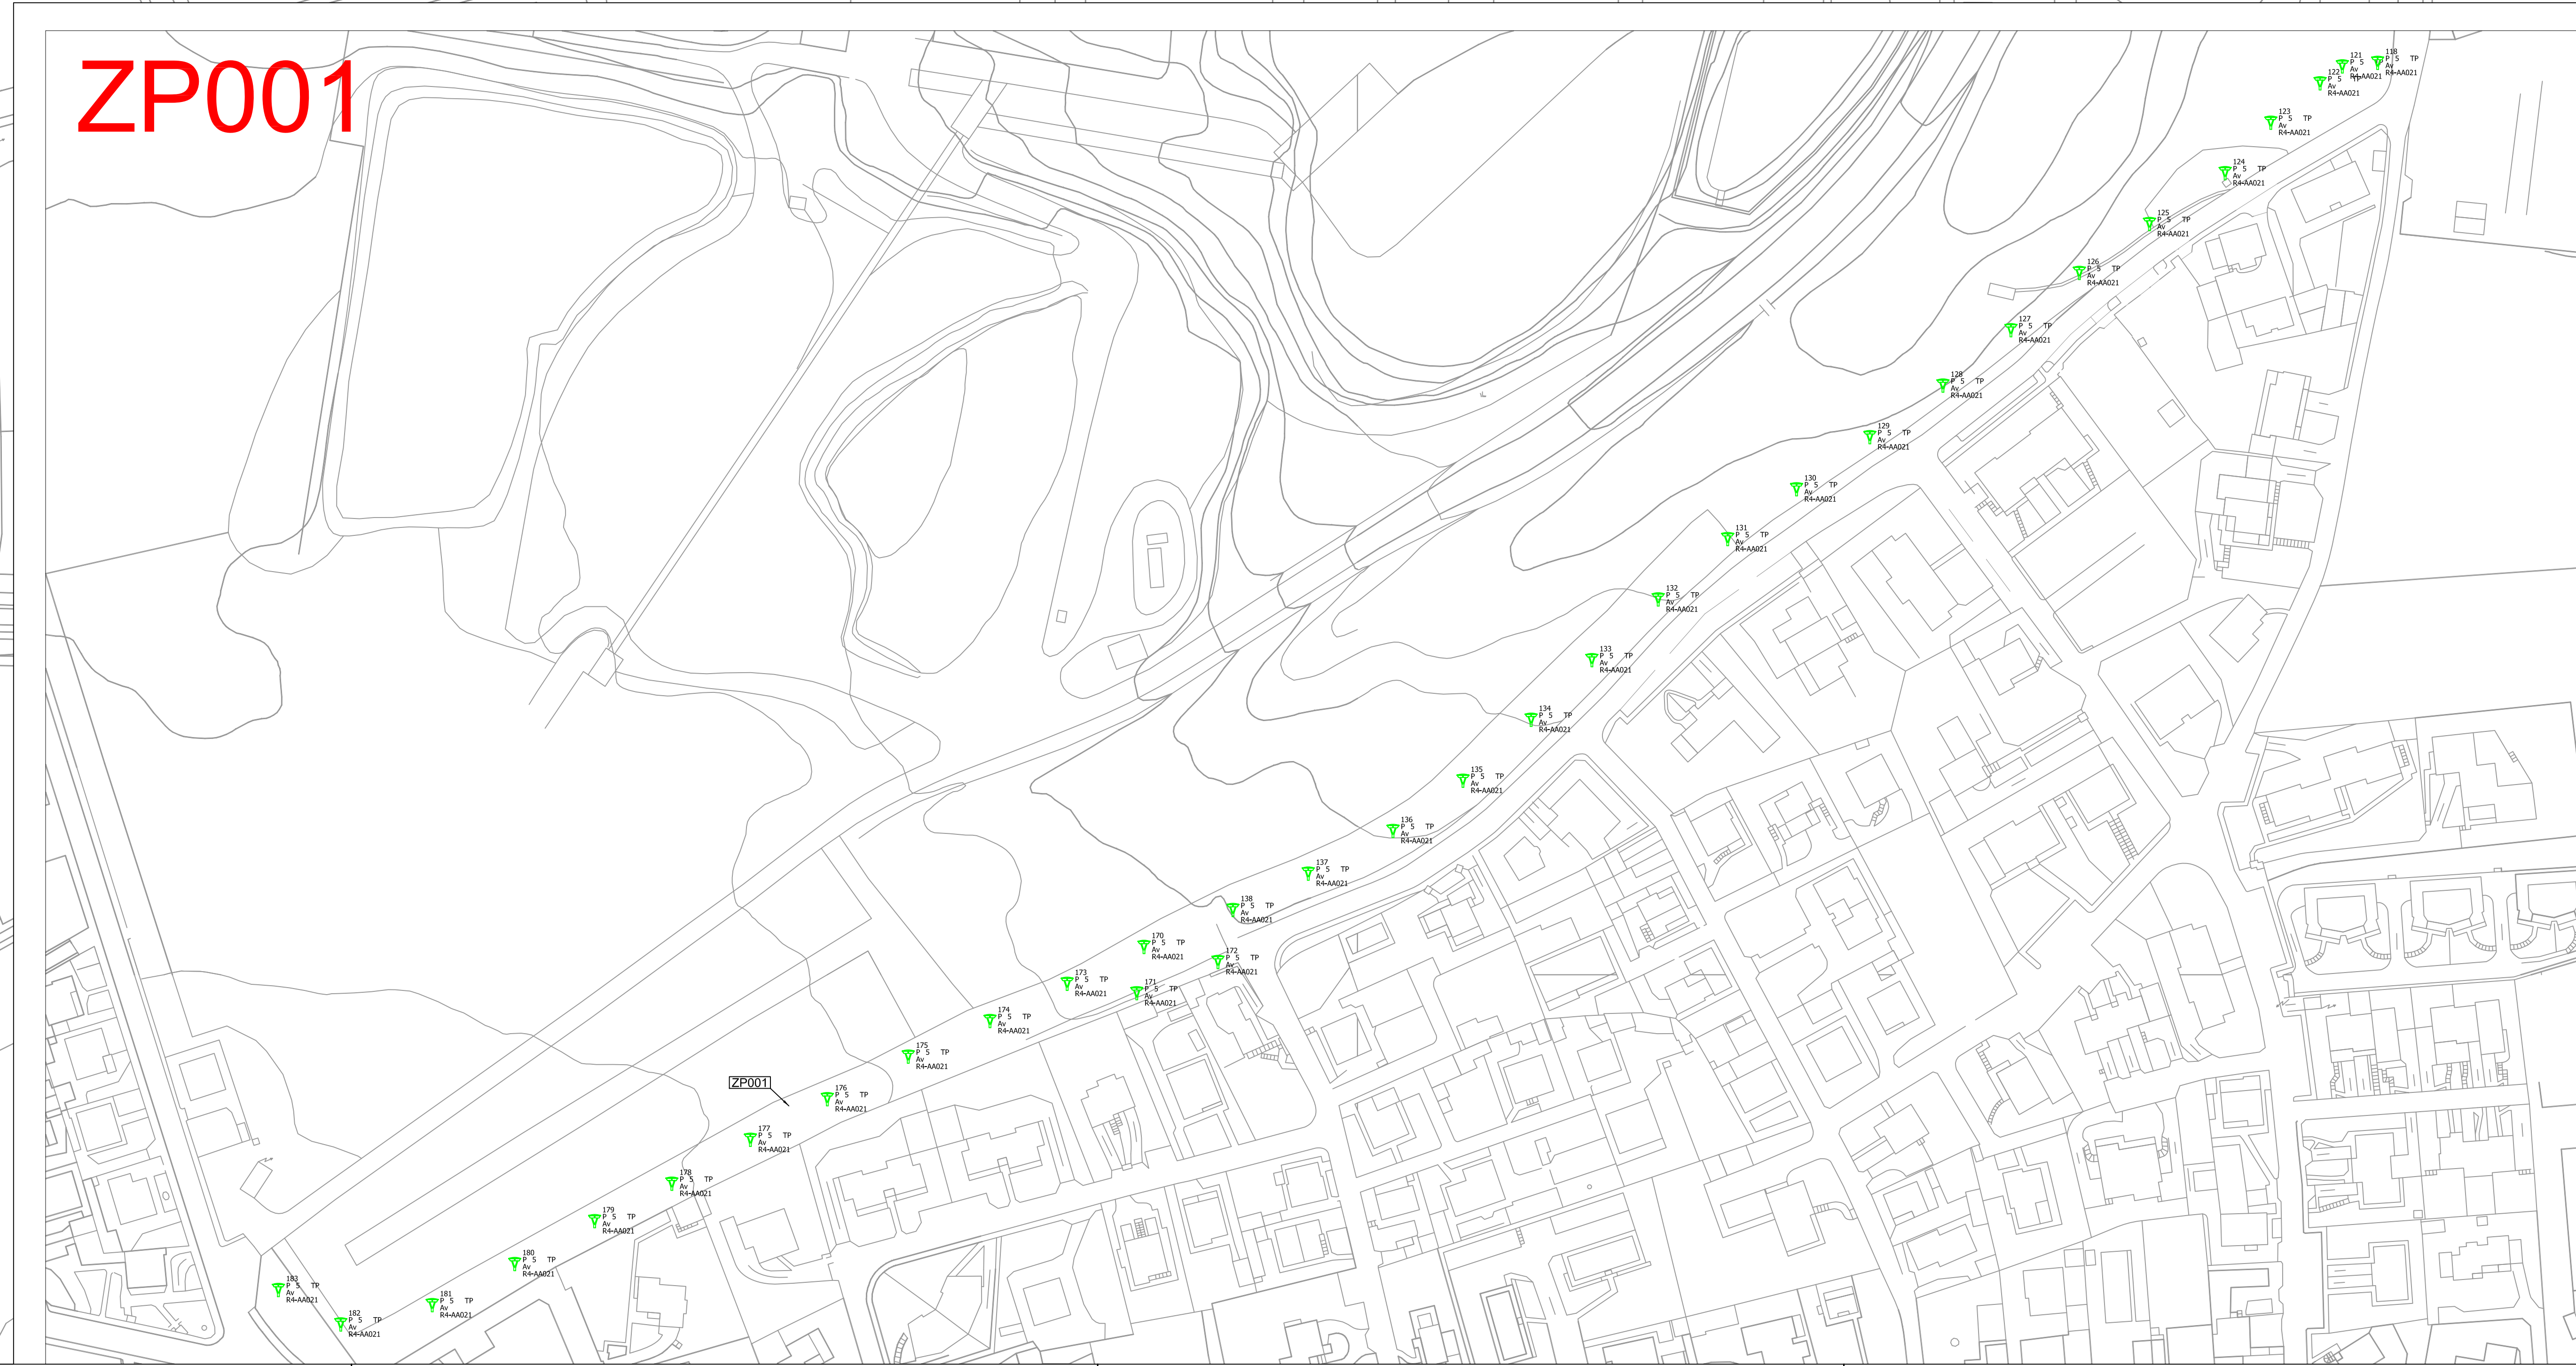 ZP001
121
P 5
Av
R4-AA021
118
P 5 TP
Av
R4-AA021
122
P 5 TP
Av
R4-AA021
123
P 5 TP
Av
R4-AA021
124
P 5 TP
Av
R4-AA021
125
P 5 TP
Av
R4-AA021
126
P 5 TP
Av
R4-AA021
127
P 5 TP
Av
R4-AA021
128
P 5 TP
Av
R4-AA021
129
P 5 TP
Av
R4-AA021
130
P 5 TP
Av
R4-AA021
131
P 5 TP
Av
R4-AA021
132
P 5 TP
Av
R4-AA021
133
P 5 TP
Av
R4-AA021
134
P 5 TP
Av
R4-AA021
135
P 5 TP
Av
R4-AA021
136
P 5 TP
Av
R4-AA021
137
P 5 TP
Av
R4-AA021
138
P 5 TP
Av
R4-AA021
170
P 5 TP
Av
R4-AA021
172
P 5 TP
Av
R4-AA021
173
P 5 TP
Av
R4-AA021
171
P 5 TP
Av
R4-AA021
174
P 5 TP
Av
R4-AA021
175
P 5 TP
Av
R4-AA021
ZP001
176
P 5 TP
Av
R4-AA021
177
P 5 TP
Av
R4-AA021
178
P 5 TP
Av
R4-AA021
179
P 5 TP
Av
R4-AA021
180
P 5 TP
Av
R4-AA021
183
P 5 TP
Av
R4-AA021
181
P 5 TP
Av
R4-AA021
182
P 5 TP
Av
R4-AA021